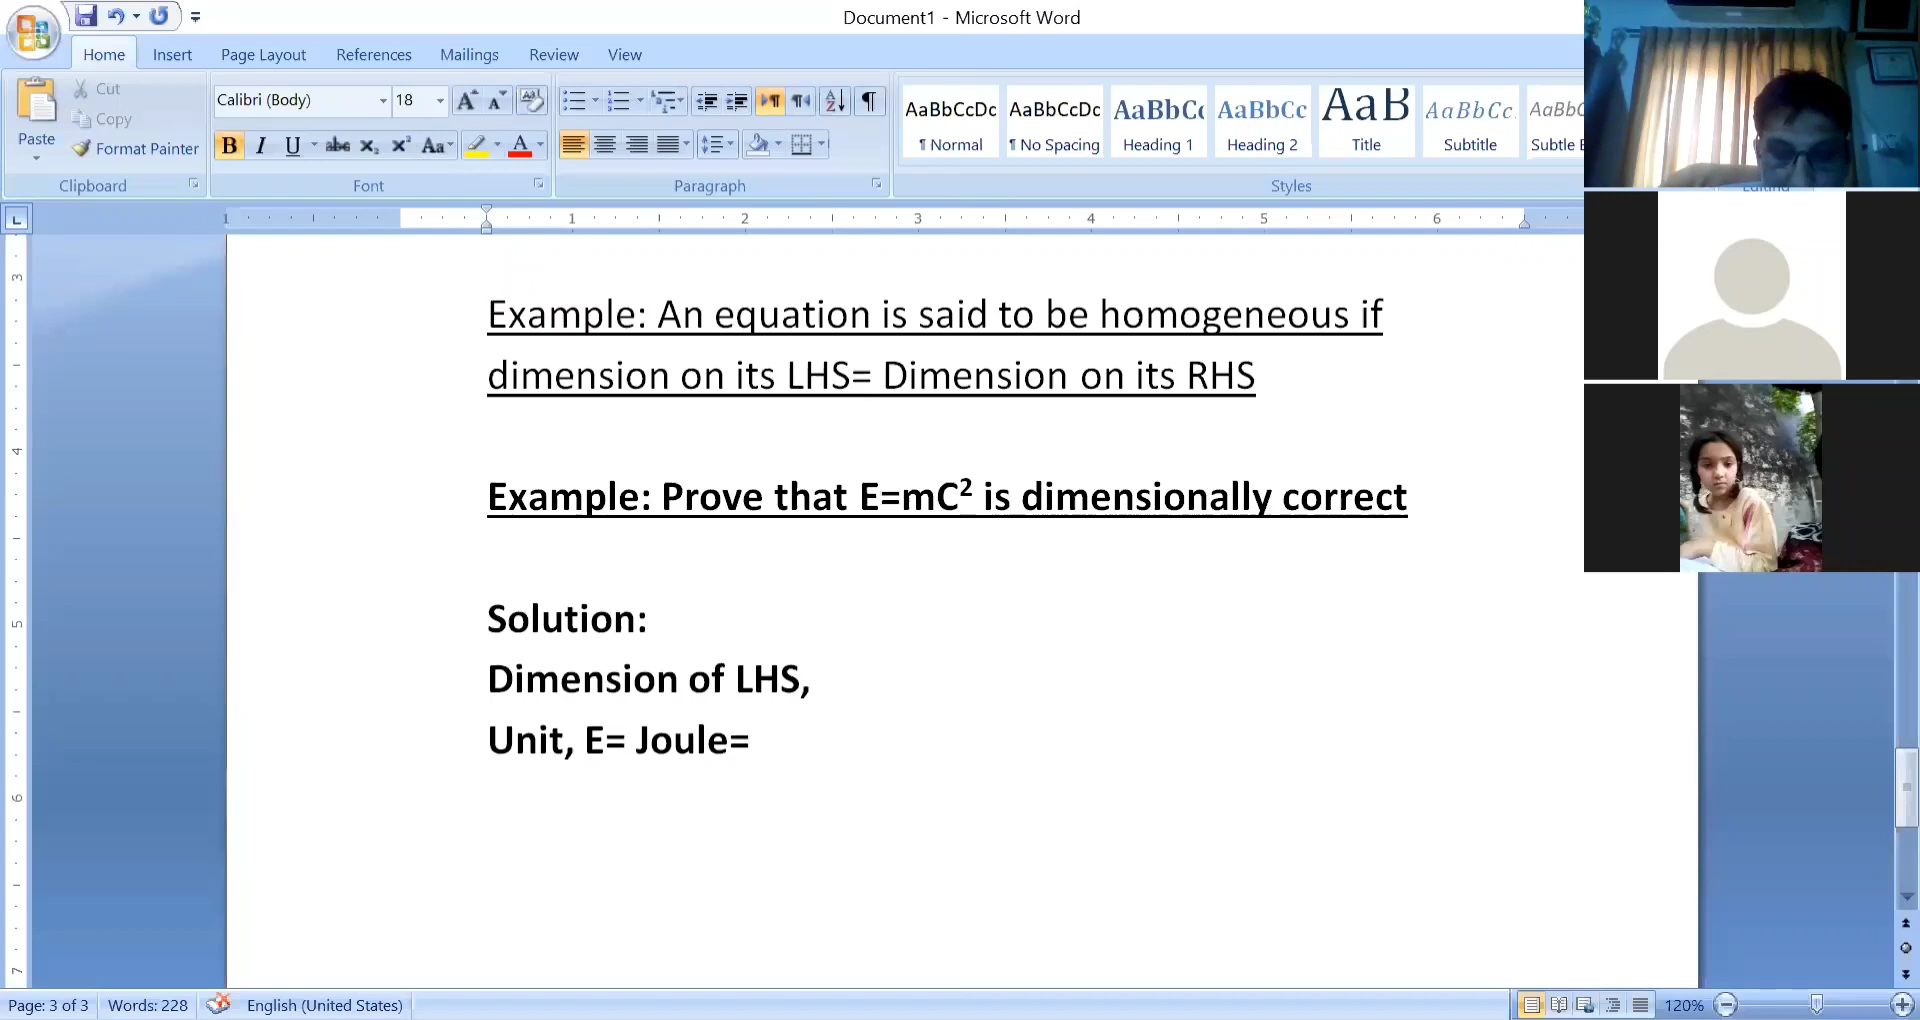 Document1 - Microsoft Word
Home Insert Page Layout References Mailings Review View
Paste
Cut
Copy
Format Painter
Clipboard
Calibri (Body) 18
Font
Paragraph
AaBbCcDc AaBbCcDc AaBbCc AaBbCc AaB AaBbCc. AaBbC
¶ Normal ¶ No Spacing Heading 1 Heading 2 Title Subtitle Subtle E
Styles
Example: An equation is said to be homogeneous if
dimension on its LHS= Dimension on its RHS
Example: Prove that E=mC² is dimensionally correct
Solution:
Dimension of LHS,
Unit, E= Joule=
Page: 3 of 3 Words: 228 English (United States) 120%